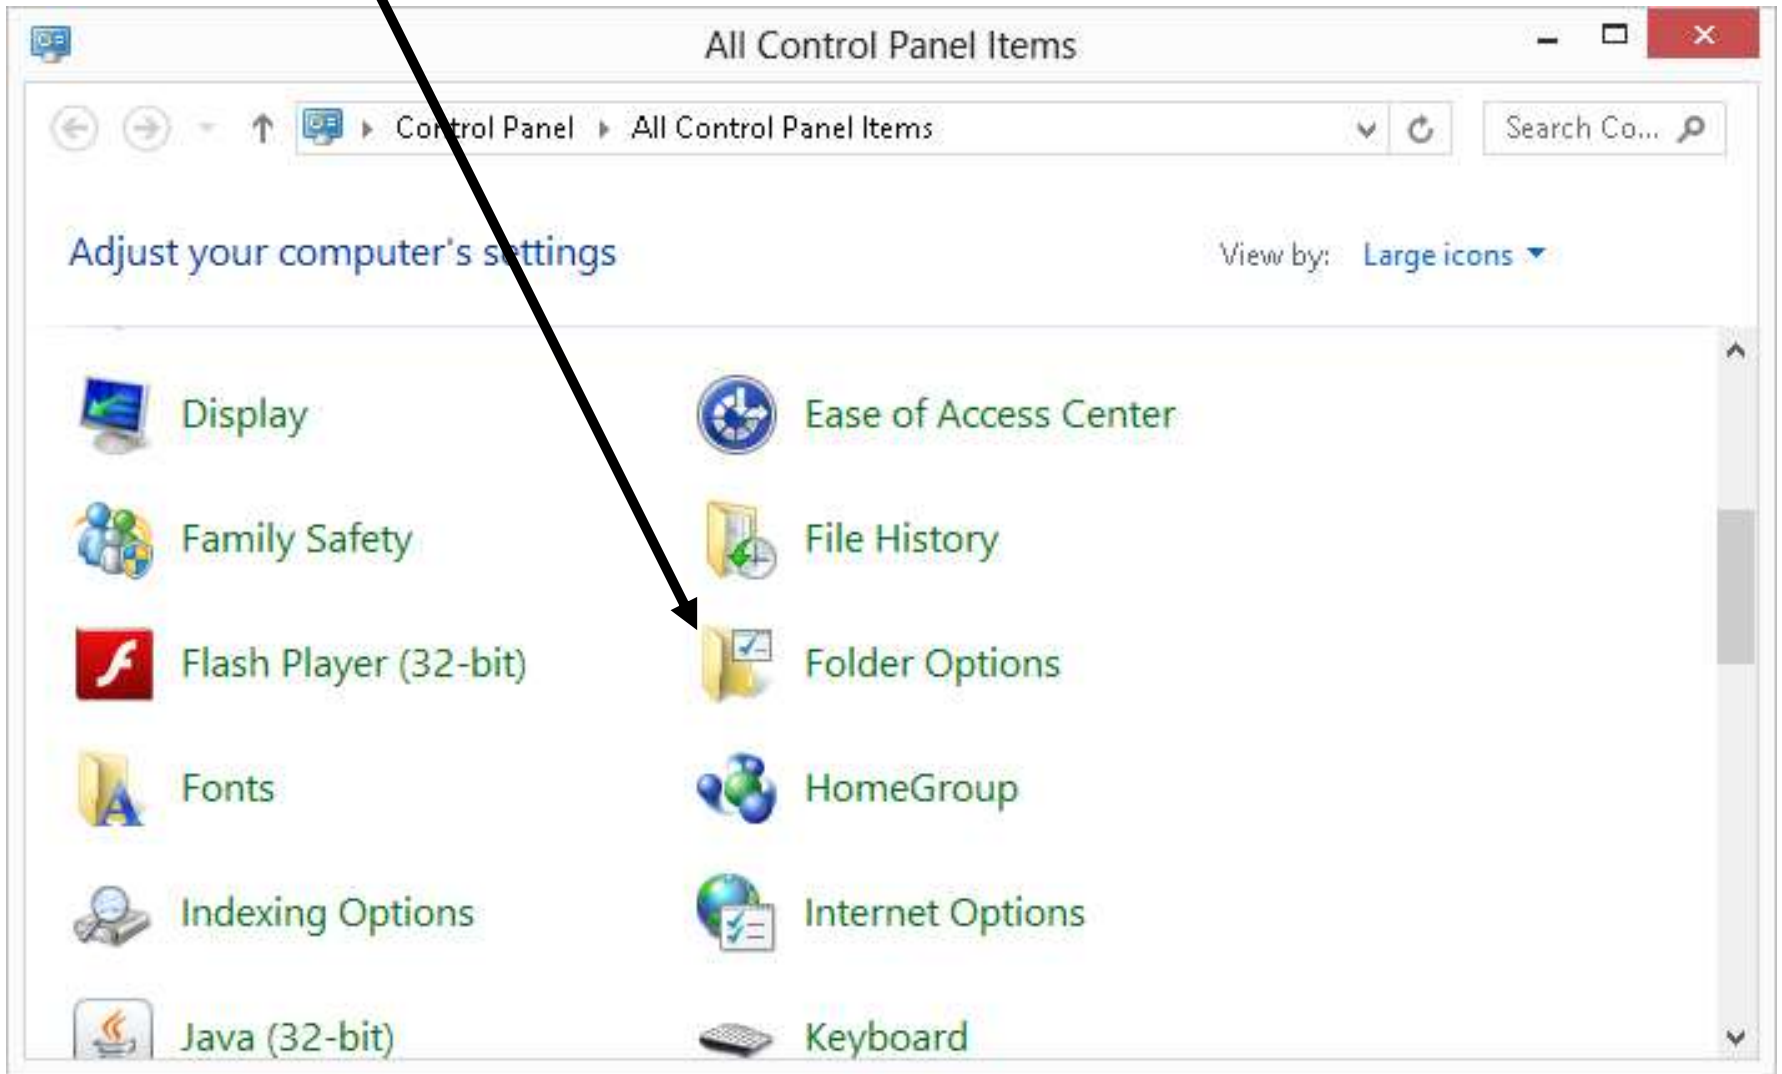 All Control Panel Items
Control Panel All Control Panel Items
Search Co...
Adjust your computer's settings
View by: Large icons
Display
Ease of Access Center
Family Safety
File History
Flash Player (32-bit)
Folder Options
Fonts
HomeGroup
Indexing Options
Internet Options
Java (32-bit)
Keyboard